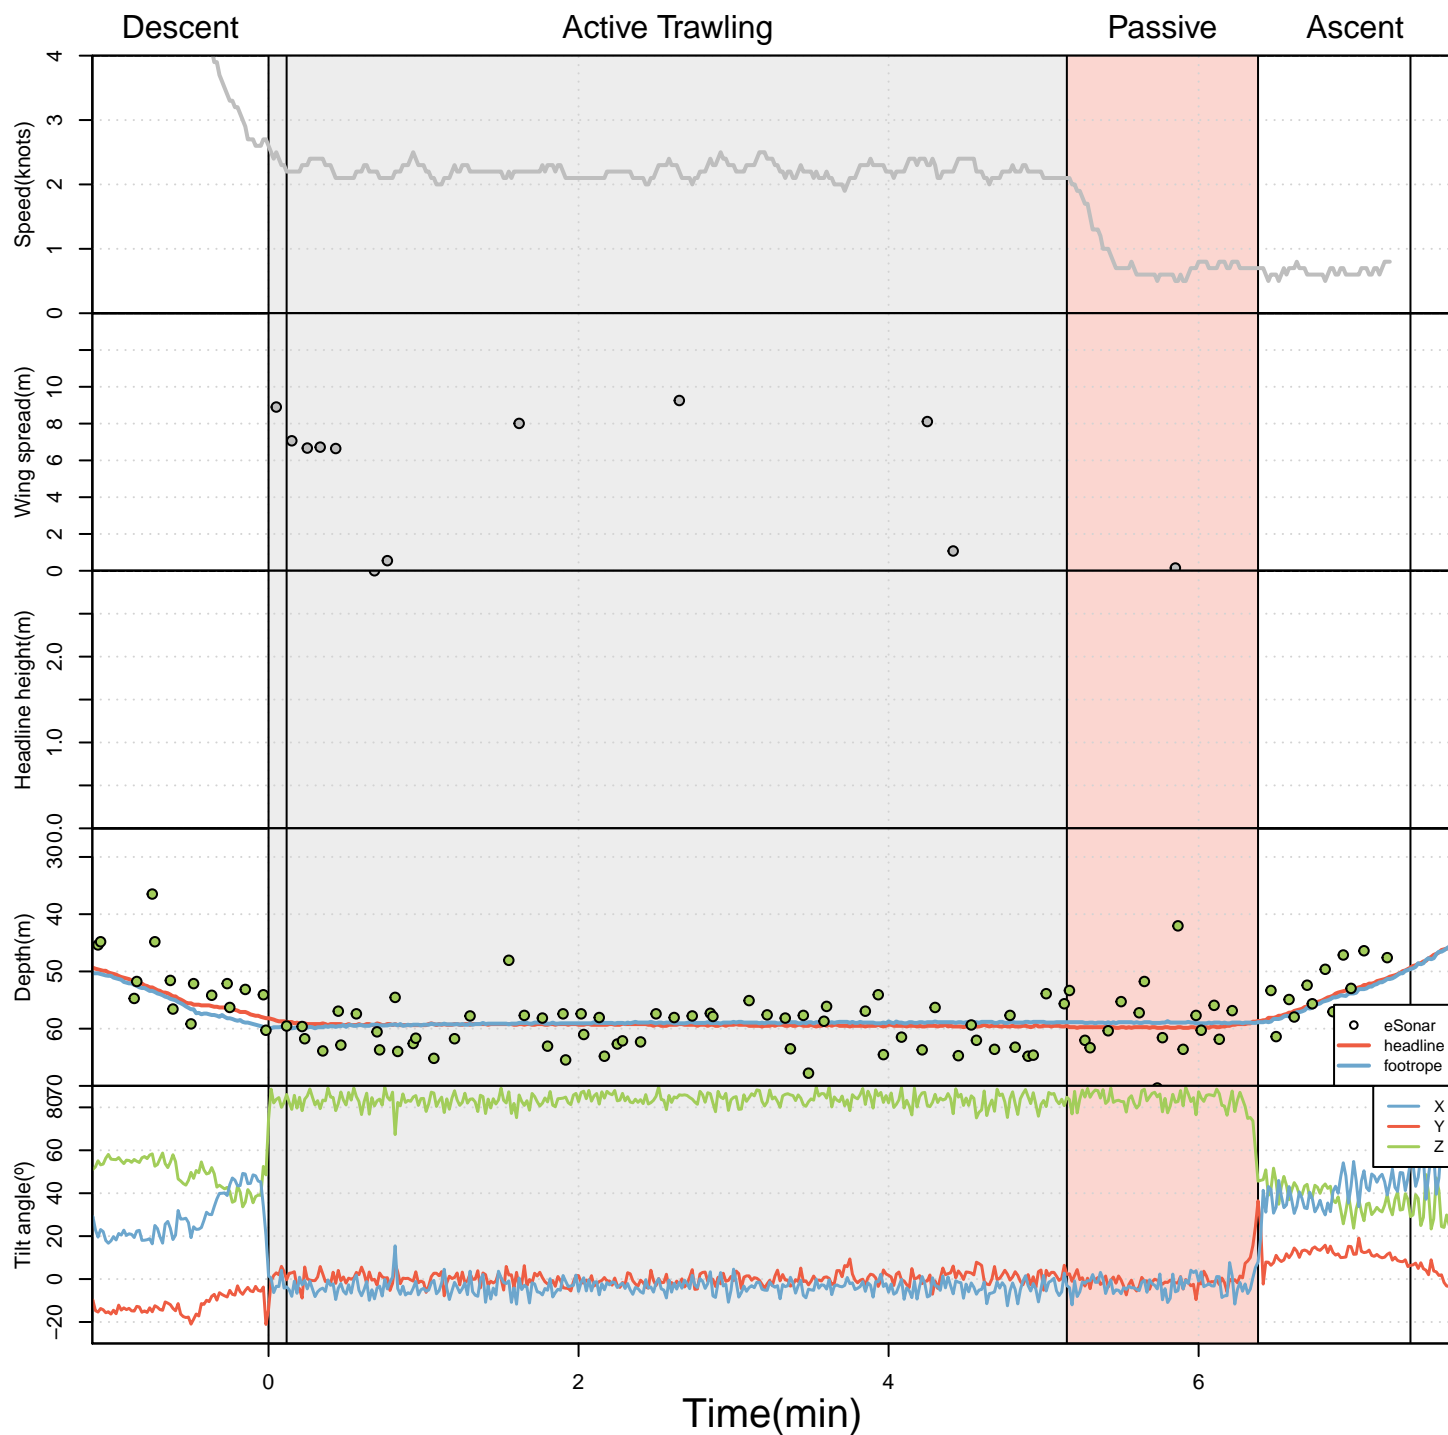 Descent Active Trawling Passive Ascent
Speed(knots)
4
3
2
1
0
Wing spread(m)
10
8
6
4
2
0
Headline height(m)
2.0
1.0
0.0
Depth(m)
30
40
50
60
70
eSonar
headline
footrope
Tilt angle(º)
80
60
40
20
0
−20
X
Y
Z
0 2 4 6
Time(min)